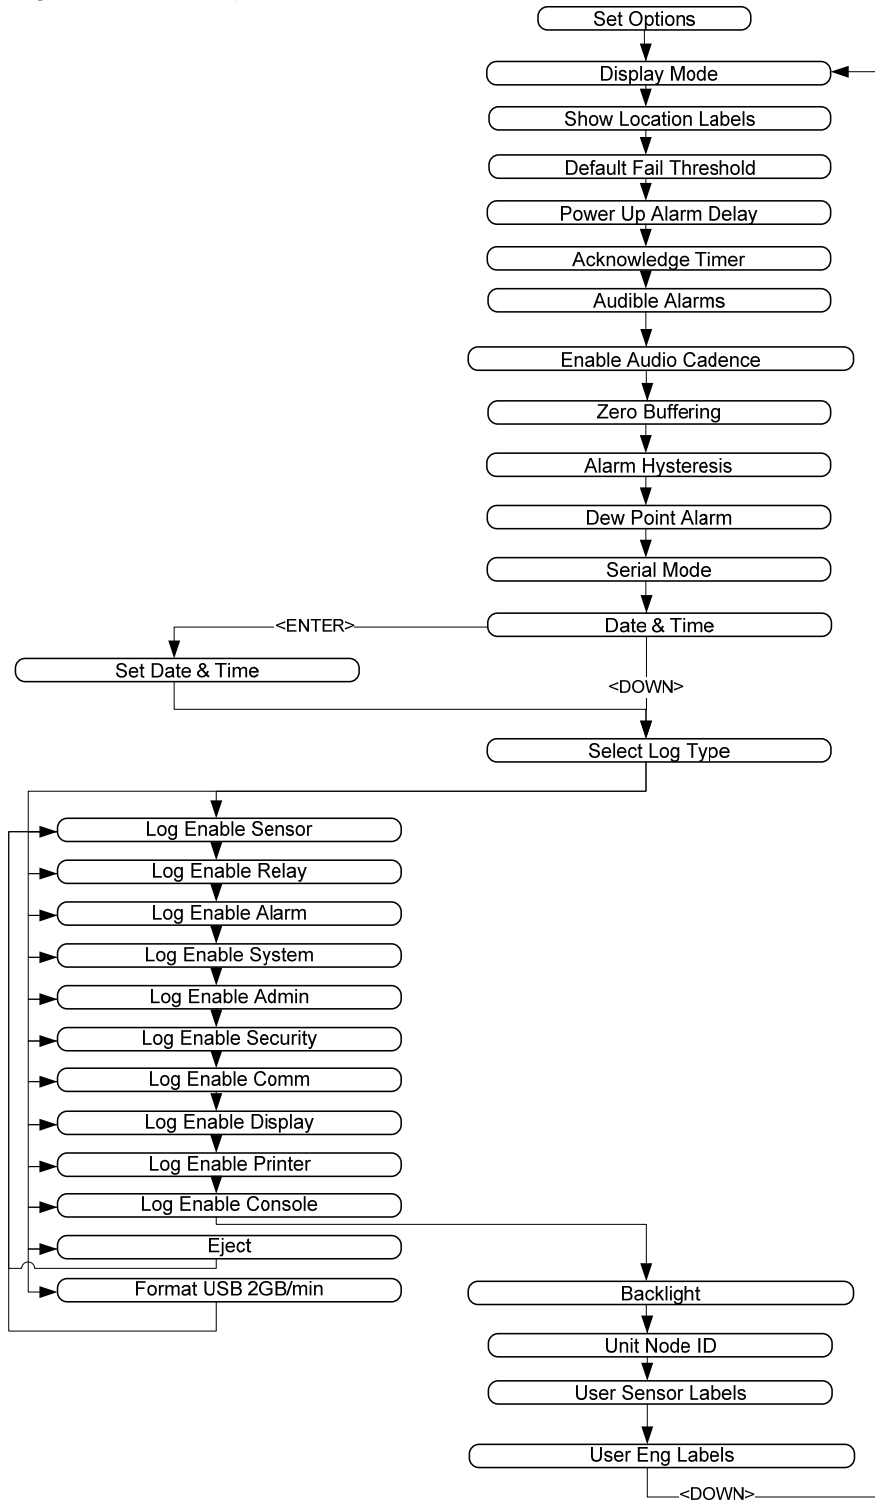 Set Options
Display Mode
Show Location Labels
Default Fail Threshold
Power Up Alarm Delay
Acknowledge Timer
Audible Alarms
Enable Audio Cadence
Zero Buffering
Alarm Hysteresis
Dew Point Alarm
Serial Mode
<ENTER>
Date & Time
Set Date & Time
<DOWN>
Select Log Type
Log Enable Sensor
Log Enable Relay
Log Enable Alarm
Log Enable System
Log Enable Admin
Log Enable Security
Log Enable Comm
Log Enable Display
Log Enable Printer
Log Enable Console
Eject
Format USB 2GB/min
Backlight
Unit Node ID
User Sensor Labels
User Eng Labels
<DOWN>